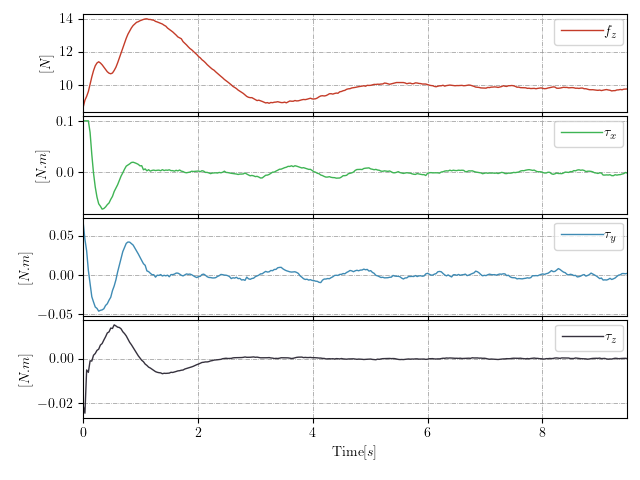 14
12
10
[N]
f_z
0.1
0.0
[N.m]
τ_x
0.05
0.00
−0.05
[N.m]
τ_y
0.00
−0.02
[N.m]
τ_z
0 2 4 6 8
Time[s]